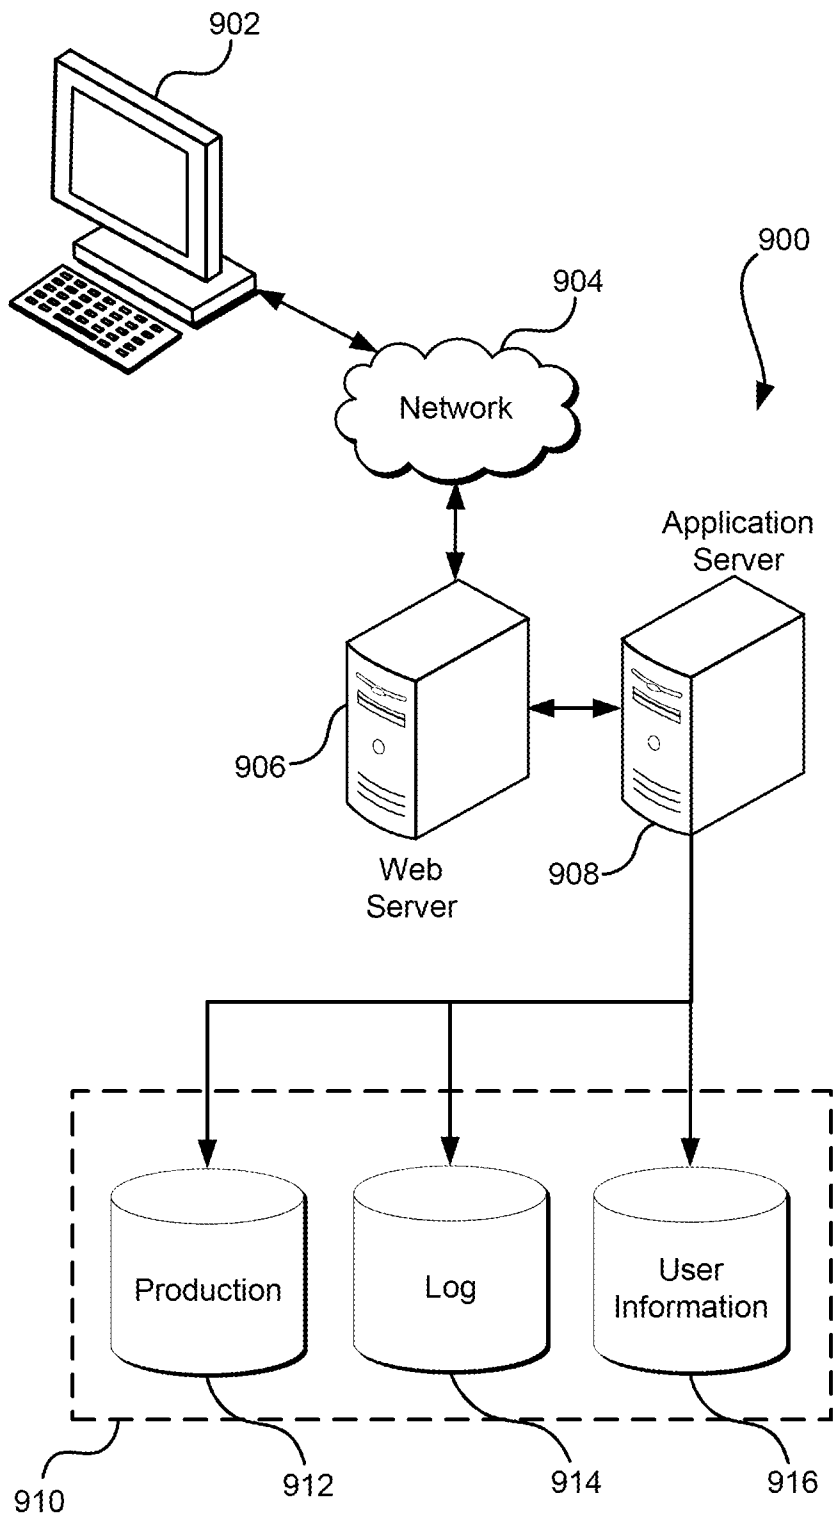 902
900
904
Network
Application
Server
906
Web
Server
908
Production
Log
User
Information
910
912
914
916